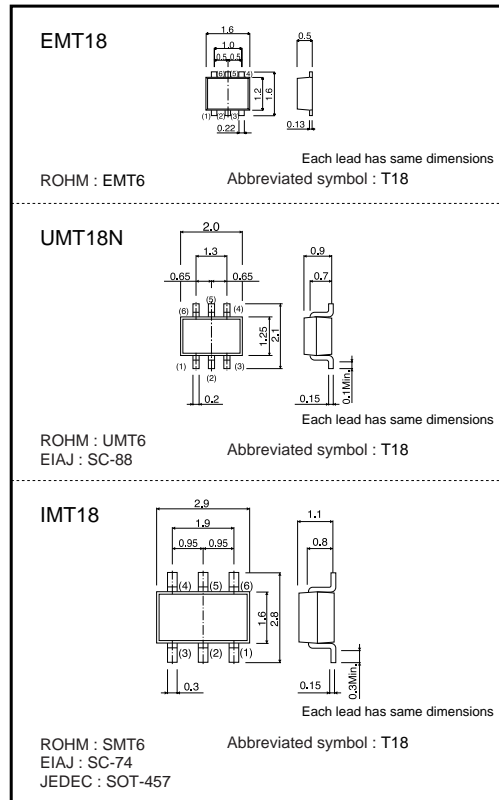 EMT18
1.6
1.0
0.5 0.5
0.5
(6) (5) (4)
1.2
1.6
(1) (2) (3)
0.22
0.13
Each lead has same dimensions
ROHM : EMT6
Abbreviated symbol : T18
UMT18N
2.0
1.3
0.65
0.65
0.9
0.7
(5)
(6)
(4)
1.25
2.1
(1)
(3)
(2)
0.2
0.15
0.1Min.
Each lead has same dimensions
ROHM : UMT6
EIAJ : SC-88
Abbreviated symbol : T18
IMT18
2.9
1.9
0.95
0.95
1.1
0.8
(4)
(5)
(6)
1.6
2.8
(3)
(2)
(1)
0.3
0.15
0.3Min.
Each lead has same dimensions
ROHM : SMT6
EIAJ : SC-74
JEDEC : SOT-457
Abbreviated symbol : T18